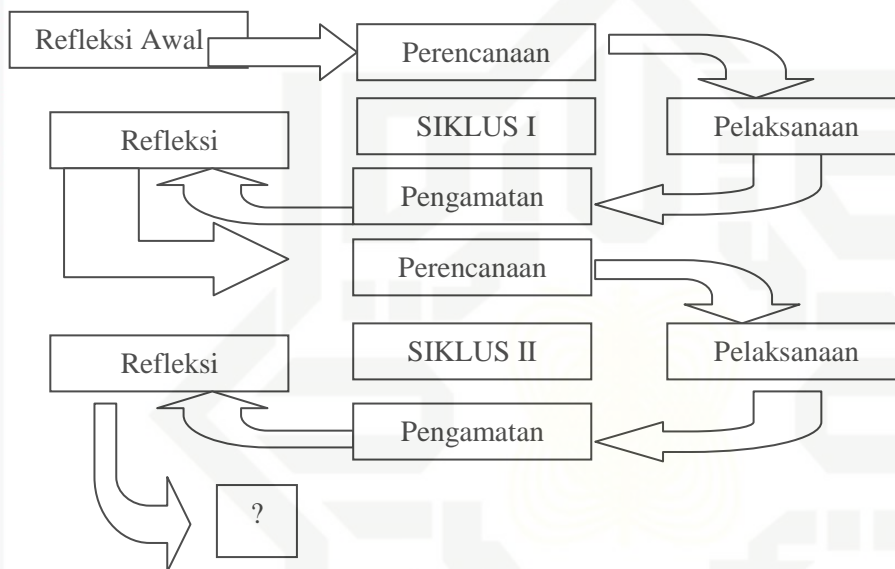 Refleksi Awal
Perencanaan
Refleksi
SIKLUS I
Pelaksanaan
Pengamatan
Perencanaan
Refleksi
SIKLUS II
Pelaksanaan
Pengamatan
?